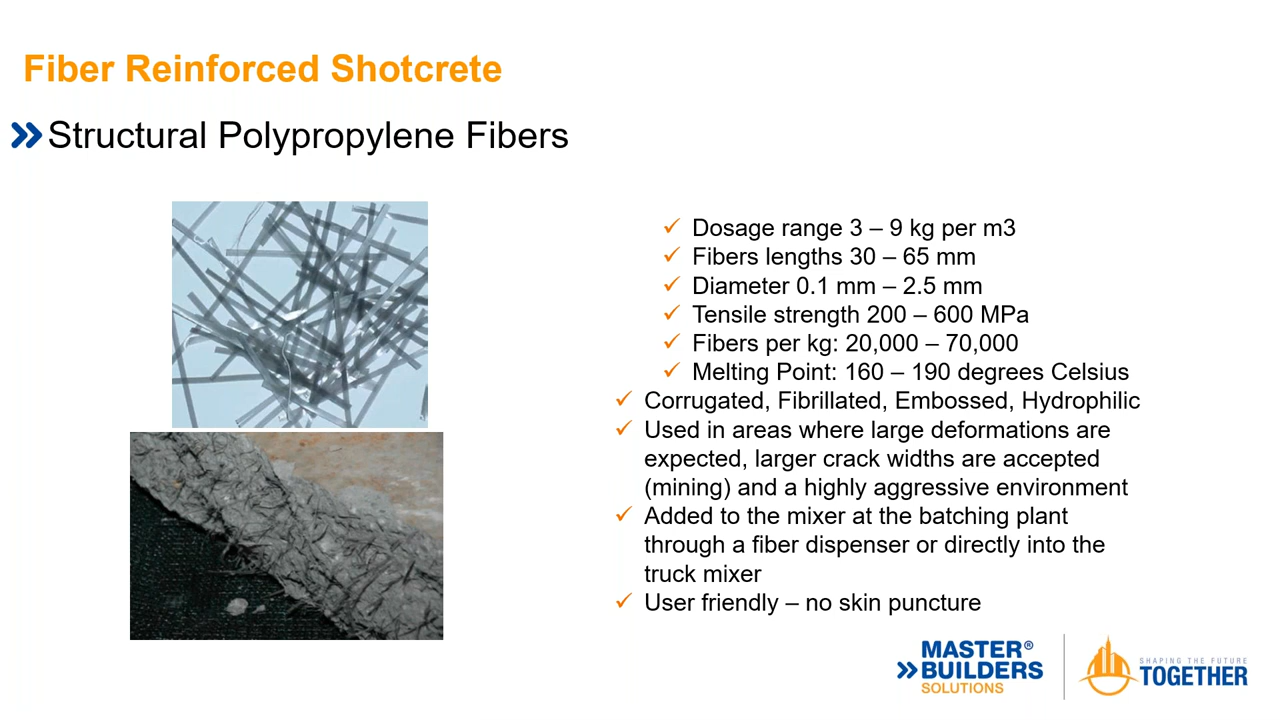 Fiber Reinforced Shotcrete
Structural Polypropylene Fibers
Dosage range 3 – 9 kg per m3
Fibers lengths 30 – 65 mm
Diameter 0.1 mm – 2.5 mm
Tensile strength 200 – 600 MPa
Fibers per kg: 20,000 – 70,000
Melting Point: 160 – 190 degrees Celsius
Corrugated, Fibrillated, Embossed, Hydrophilic
Used in areas where large deformations are
expected, larger crack widths are accepted
(mining) and a highly aggressive environment
Added to the mixer at the batching plant
through a fiber dispenser or directly into the
truck mixer
User friendly – no skin puncture
MASTER®
BUILDERS
SOLUTIONS
SHAPING THE FUTURE
TOGETHER